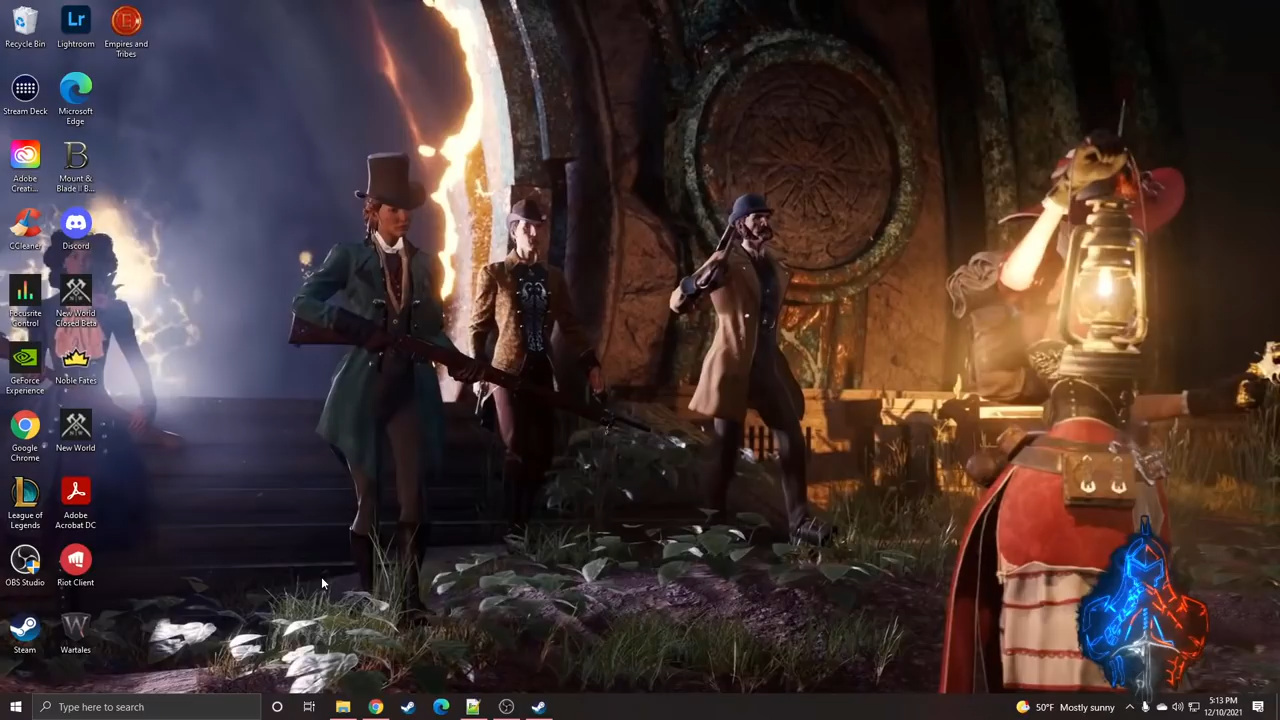 Recycle Bin
Lr
Lightroom
E
Empires and
Tribes
Stream Deck
Microsoft
Edge
Adobe
Creati...
B
Mount &
Blade II B...
CCleaner
Discord
Focusrite
Control
New World
Closed Beta
GeForce
Experience
Noble Fates
Google
Chrome
New World
League of
Legends
Adobe
Acrobat DC
OBS Studio
Riot Client
Steam
W
Wartales
Type here to search
50°F Mostly sunny
5:13 PM
12/10/2021